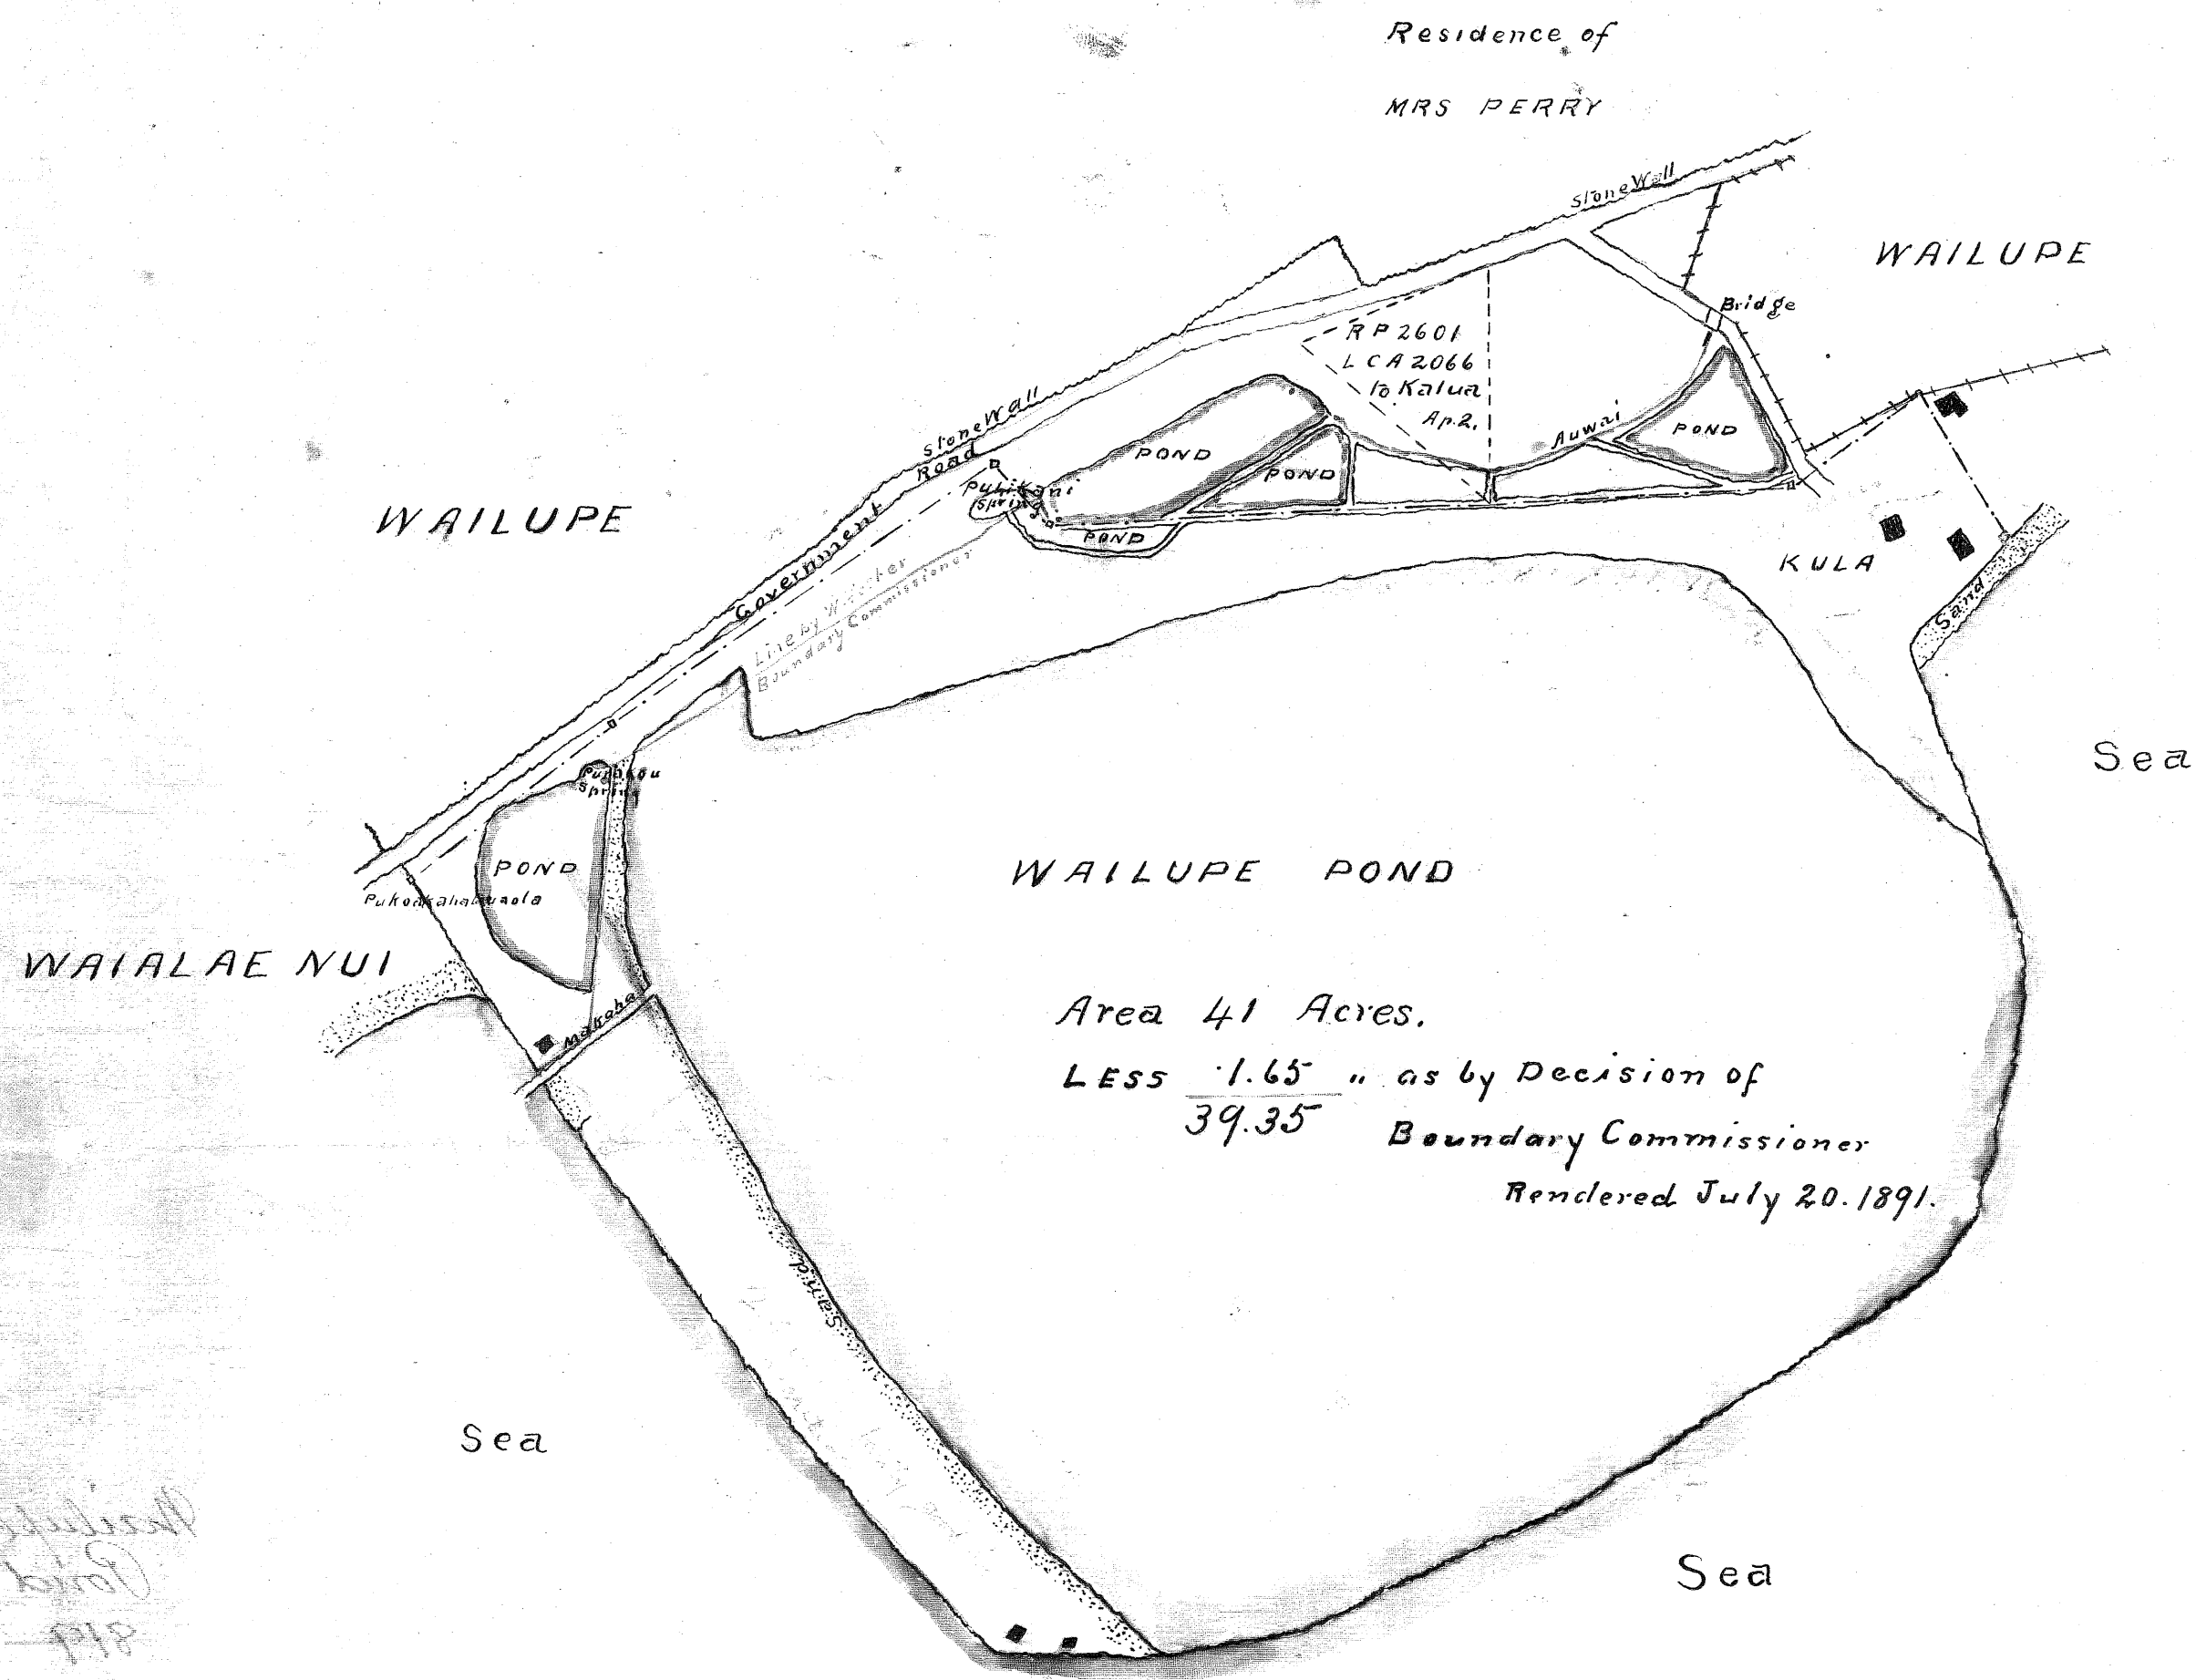 Residence of
MRS PERRY
Stone Wall
WAILUPE
Bridge
RP 2601
LCA 2066
to Kalua
Ap. 2.
Stone Wall
Road
Auwai
POND
POND
POND
Spring
POND
WAILUPE
Government
KULA
Sand
Line by
Boundary Commissioner
Sea
Spring
POND
WAILUPE POND
WAIALAE NUI
Makaha
Area 41 Acres.
LESS 1.65 " as by Decision of
39.35
Boundary Commissioner
Rendered July 20. 1891.
Sand
Sea
Sea
Wailupe
Pond